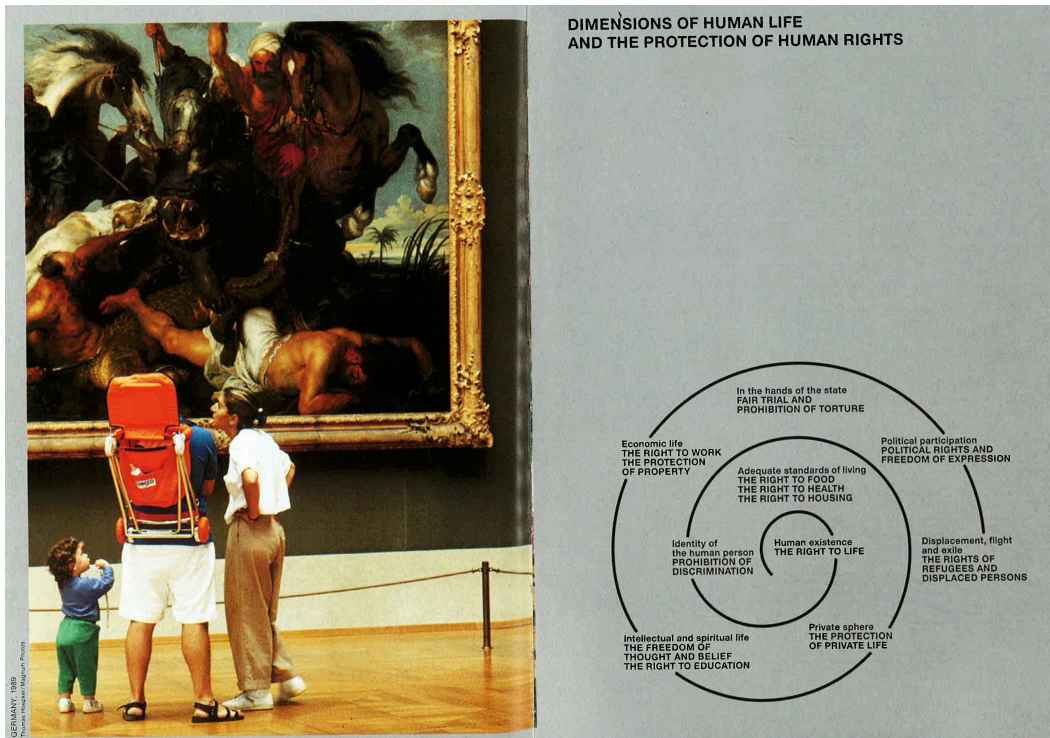 GERMANY, 1989
Thomas Hoepker/Magnum Photos
CHICCO
DIMENSIONS OF HUMAN LIFE
AND THE PROTECTION OF HUMAN RIGHTS
In the hands of the state
FAIR TRIAL AND
PROHIBITION OF TORTURE
Economic life
THE RIGHT TO WORK
THE PROTECTION
OF PROPERTY
Political participation
POLITICAL RIGHTS AND
FREEDOM OF EXPRESSION
Adequate standards of living
THE RIGHT TO FOOD
THE RIGHT TO HEALTH
THE RIGHT TO HOUSING
Identity of
the human person
PROHIBITION OF
DISCRIMINATION
Human existence
THE RIGHT TO LIFE
Displacement, flight
and exile
THE RIGHTS OF
REFUGEES AND
DISPLACED PERSONS
Intellectual and spiritual life
THE FREEDOM OF
THOUGHT AND BELIEF
THE RIGHT TO EDUCATION
Private sphere
THE PROTECTION
OF PRIVATE LIFE